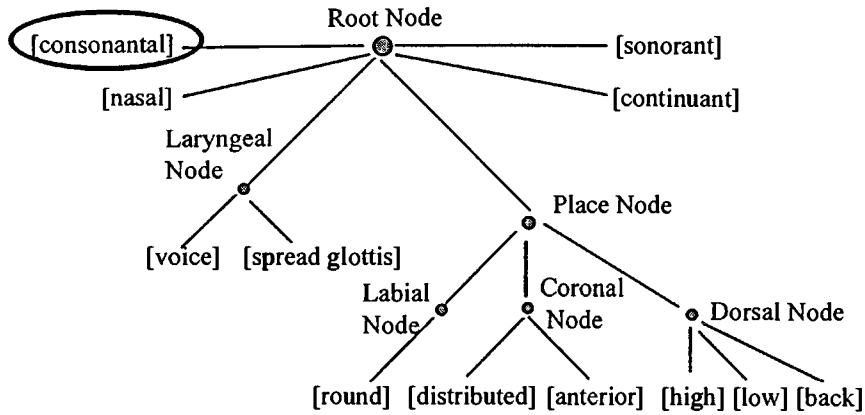 Root Node
[consonantal]
[sonorant]
[nasal]
[continuant]
Laryngeal
Node
Place Node
[voice] [spread glottis]
Labial
Node
Coronal
Node
Dorsal Node
[round] [distributed] [anterior] [high] [low] [back]